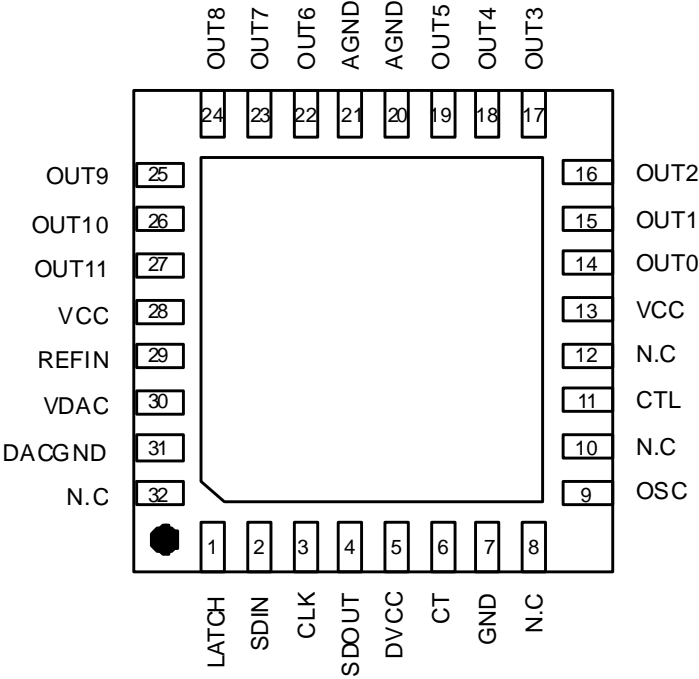 OUT8 OUT7 OUT6 AGND AGND OUT5 OUT4 OUT3
24 23 22 21 20 19 18 17
OUT9 25 16 OUT2
OUT10 26 15 OUT1
OUT11 27 14 OUT0
VCC 28 13 VCC
REFIN 29 12 N.C
VDAC 30 11 CTL
DACGND 31 10 N.C
N.C 32 9 OSC
1 2 3 4 5 6 7 8
LATCH SDIN CLK SDOUT DVCC CT GND N.C